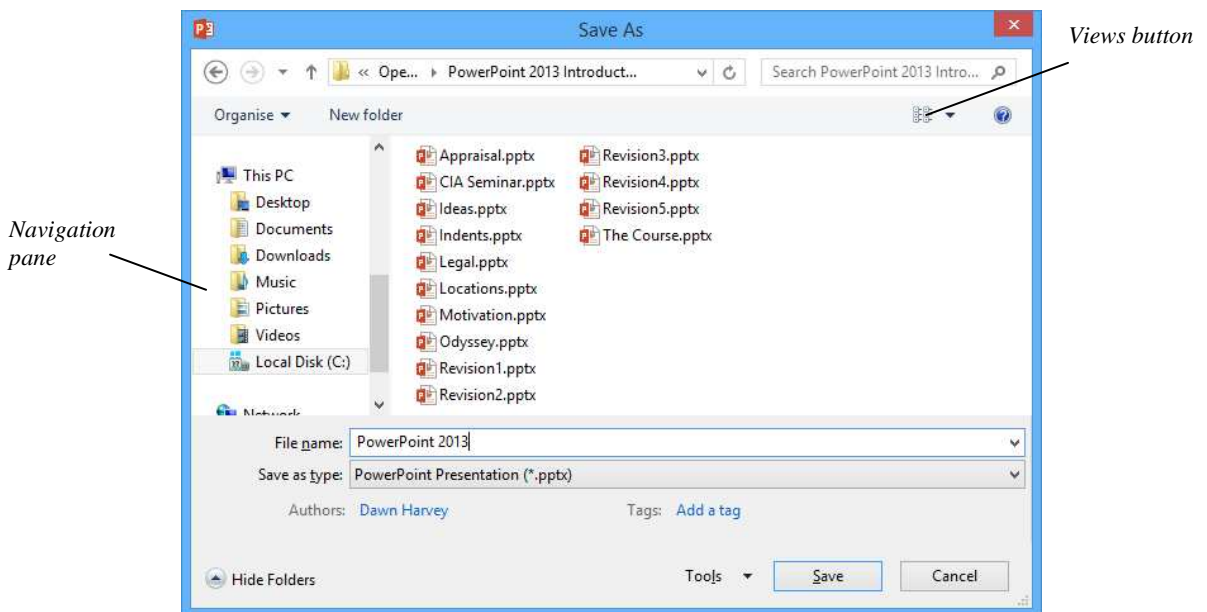 Save As
Views button
« Ope... PowerPoint 2013 Introduct... Search PowerPoint 2013 Intro...
Organise New folder
This PC
Desktop
Documents
Downloads
Music
Pictures
Videos
Local Disk (C:)
Network
Navigation
pane
Appraisal.pptx
CIA Seminar.pptx
Ideas.pptx
Indents.pptx
Legal.pptx
Locations.pptx
Motivation.pptx
Odyssey.pptx
Revision1.pptx
Revision2.pptx
Revision3.pptx
Revision4.pptx
Revision5.pptx
The Course.pptx
File name: PowerPoint 2013
Save as type: PowerPoint Presentation (*.pptx)
Authors: Dawn Harvey Tags: Add a tag
Hide Folders Tools Save Cancel